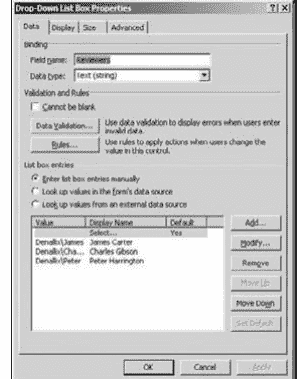 Drop-Down List Box Properties
Data Display Size Advanced
Binding
Field name: Reviewers
Data type: Text (string)
Validation and Rules
Cannot be blank
Data Validation... Use data validation to display errors when users enter invalid data.
Rules... Use rules to apply actions when users change the value in this control.
List box entries
Enter list box entries manually
Look up values in the form's data source
Look up values from an external data source
Value Display Name Default
Select... Yes
Denallix\James James Carter
Denallix\Cha... Charles Gibson
Denallix\Peter Peter Harrington
Add...
Modify...
Remove
Move Up
Move Down
Set Default
OK Cancel Apply